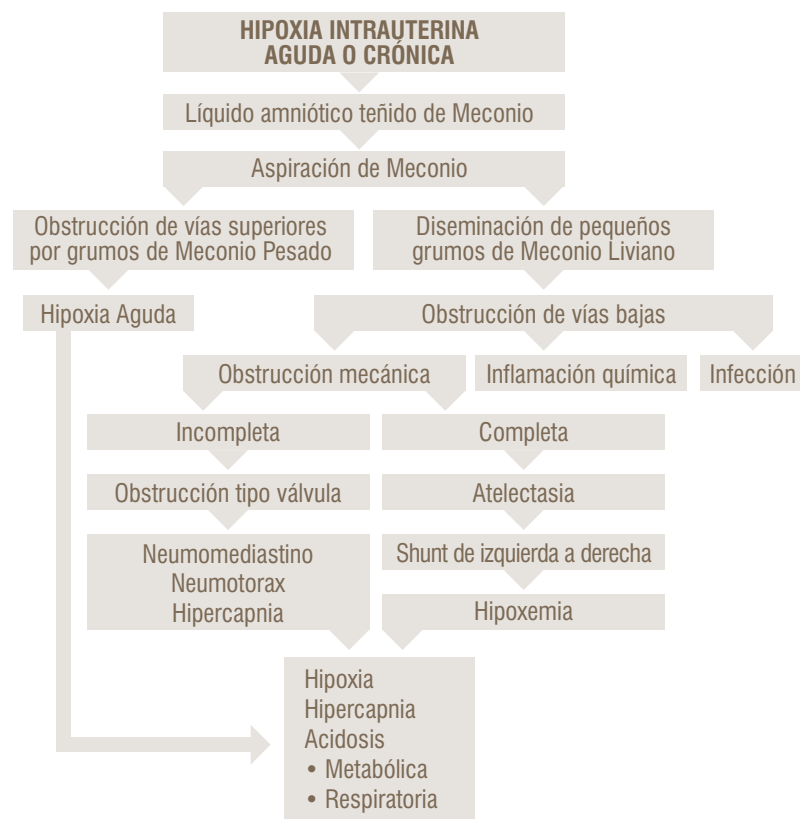 HIPOXIA INTRAUTERINA
AGUDA O CRÓNICA
Líquido amniótico teñido de Meconio
Aspiración de Meconio
Obstrucción de vías superiores
por grumos de Meconio Pesado
Diseminación de pequeños
grumos de Meconio Liviano
Hipoxia Aguda
Obstrucción de vías bajas
Obstrucción mecánica
Inflamación química
Infección
Incompleta
Completa
Obstrucción tipo válvula
Atelectasia
Neumomediastino
Neumotorax
Hipercapnia
Shunt de izquierda a derecha
Hipoxemia
Hipoxia
Hipercapnia
Acidosis
• Metabólica
• Respiratoria